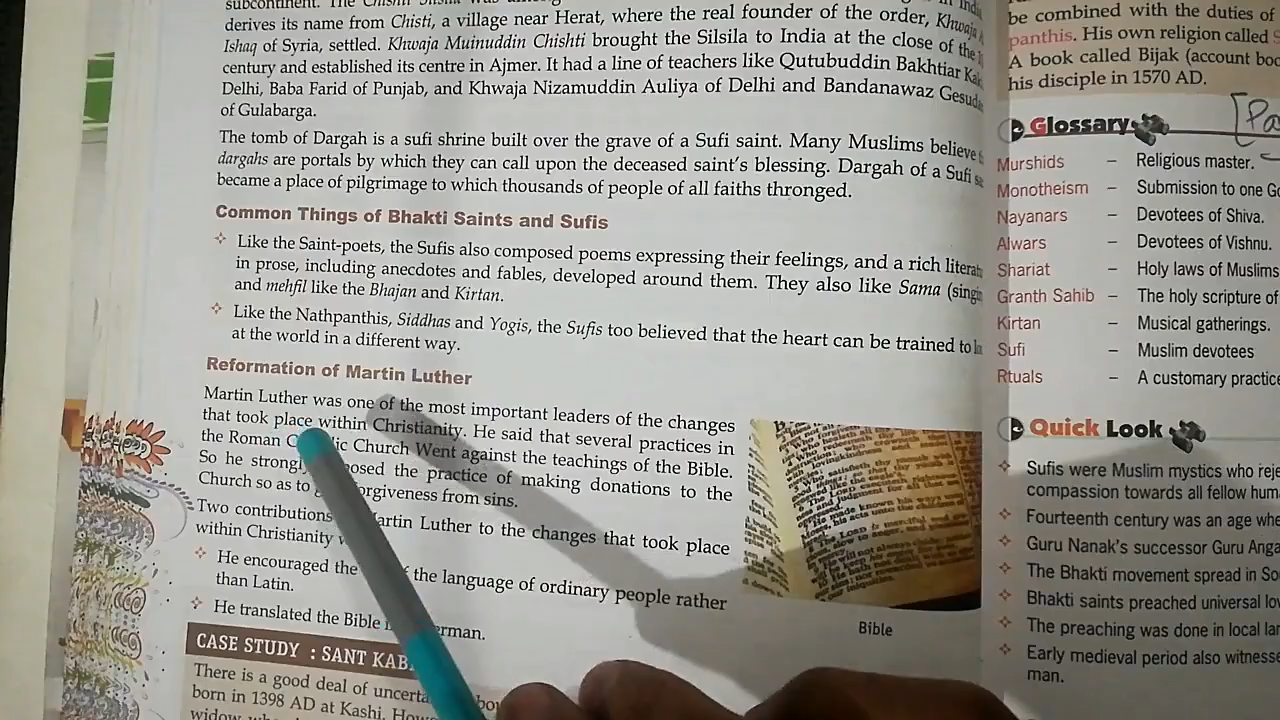 subcontinent. The
derives its name from Chisti, a village near Herat, where the real founder of the order, Khwaja
Ishaq of Syria, settled. Khwaja Muinuddin Chishti brought the Silsila to India at the close of the
century and established its centre in Ajmer. It had a line of teachers like Qutubuddin Bakhtiar
Delhi, Baba Farid of Punjab, and Khwaja Nizamuddin Auliya of Delhi and Bandanawaz
of Gulabarga.
The tomb of Dargah is a sufi shrine built over the grave of a Sufi saint. Many Muslims believe
dargahs are portals by which they can call upon the deceased saint's blessing. Dargah of a Sufi
became a place of pilgrimage to which thousands of people of all faiths thronged.
Common Things of Bhakti Saints and Sufis
Like the Saint-poets, the Sufis also composed poems expressing their feelings, and a rich
in prose, including anecdotes and fables, developed around them. They also like Sama
and mehfil like the Bhajan and Kirtan.
Like the Nathpanthis, Siddhas and Yogis, the Sufis too believed that the heart can be trained to
at the world in a different way.
Reformation of Martin Luther
Martin Luther was one of the most important leaders of the changes
that took place within Christianity. He said that several practices in
the Roman Church Went against the teachings of the Bible.
So he strongly the practice of making donations to the
Church so as to forgiveness from sins.
Two contributions Martin Luther to the changes that took place
within Christianity
He encouraged the the language of ordinary people rather
than Latin.
He translated the Bible German.
Bible
CASE STUDY : SANT
There is a good deal of
born in 1398 AD at Kashi.
widow
be combined with the duties of
panthis. His own religion called
A book called Bijak (account
his disciple in 1570 AD.
Glossary
Murshids – Religious master.
Monotheism – Submission to one
Nayanars – Devotees of Shiva.
Alwars – Devotees of Vishnu.
Shariat – Holy laws of Muslims
Granth Sahib – The holy scripture of
Kirtan – Musical gatherings.
Sufi – Muslim devotees
Rtuals – A customary
Quick Look
Sufis were Muslim mystics who
compassion towards all fellow
Fourteenth century was an age
Guru Nanak's successor Guru
The Bhakti movement spread in
Bhakti saints preached universal
The preaching was done in local
Early medieval period also
man.